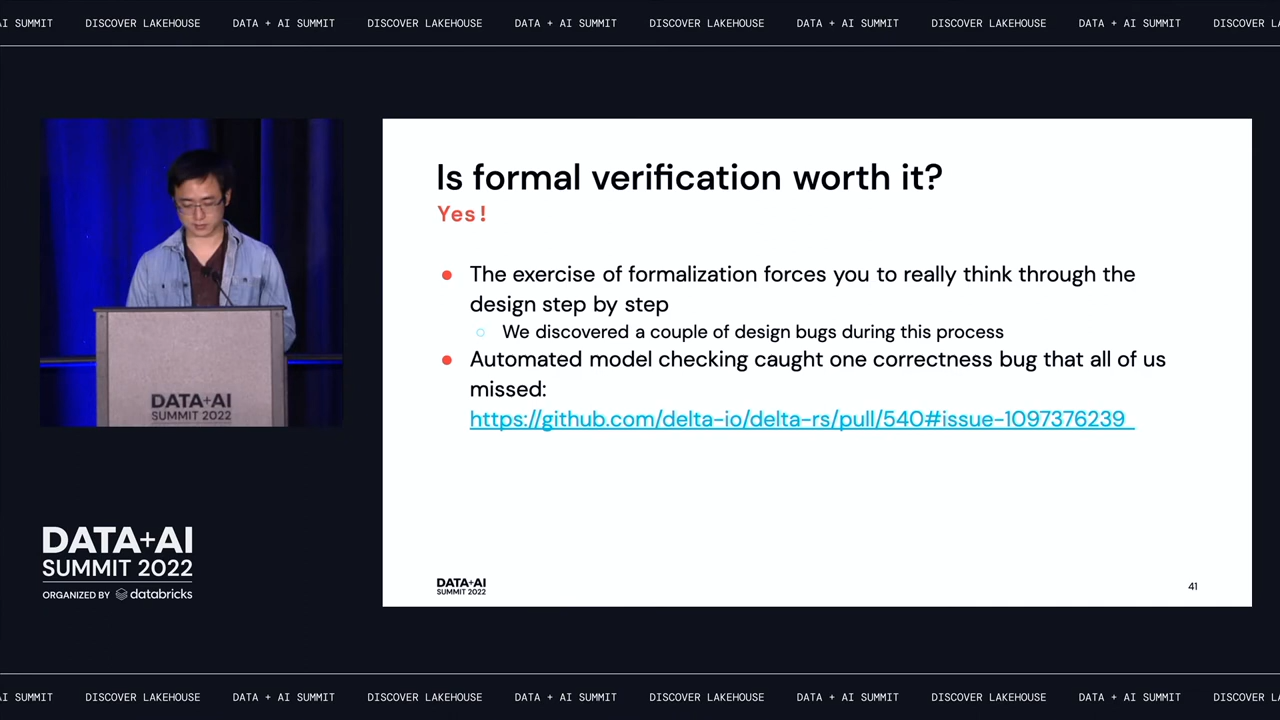 AI SUMMIT DISCOVER LAKEHOUSE DATA + AI SUMMIT DISCOVER LAKEHOUSE DATA + AI SUMMIT DISCOVER LAKEHOUSE DATA + AI SUMMIT DISCOVER LAKEHOUSE DATA + AI SUMMIT DISCOVER
Is formal verification worth it?
Yes!
● The exercise of formalization forces you to really think through the
design step by step
○ We discovered a couple of design bugs during this process
● Automated model checking caught one correctness bug that all of us
missed:
https://github.com/delta-io/delta-rs/pull/540#issue-1097376239
DATA+AI
SUMMIT 2022
41
DATA+AI
SUMMIT 2022
DATA+AI
SUMMIT 2022
ORGANIZED BY databricks
AI SUMMIT DISCOVER LAKEHOUSE DATA + AI SUMMIT DISCOVER LAKEHOUSE DATA + AI SUMMIT DISCOVER LAKEHOUSE DATA + AI SUMMIT DISCOVER LAKEHOUSE DATA + AI SUMMIT DISCOVER